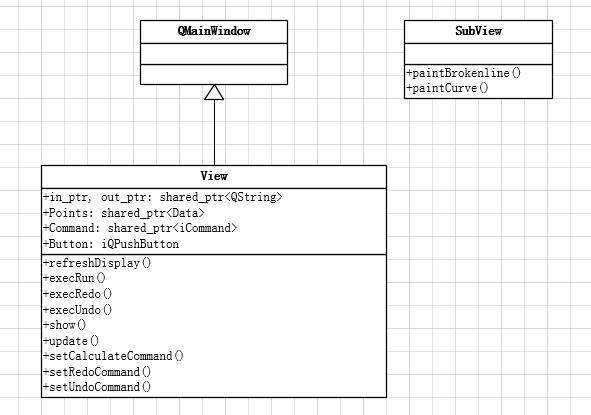 QMainWindow
SubView
+paintBrokenline()
+paintCurve()
View
+in_ptr, out_ptr: shared_ptr<QString>
+Points: shared_ptr<Data>
+Command: shared_ptr<iCommand>
+Button: iQPushButton
+refreshDisplay()
+execRun()
+execRedo()
+execUndo()
+show()
+update()
+setCalculateCommand()
+setRedoCommand()
+setUndoCommand()